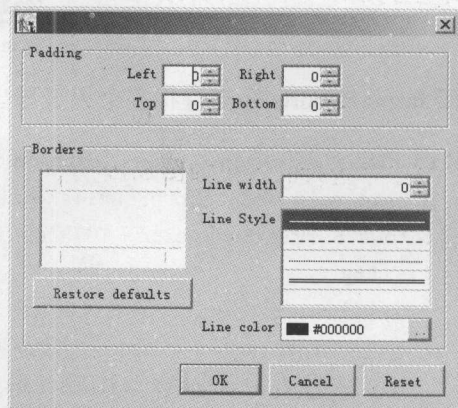 Padding
Left 0 Right 0
Top 0 Bottom 0
Borders
Line width 0
Line Style
Restore defaults
Line color #000000 ..
OK Cancel Reset